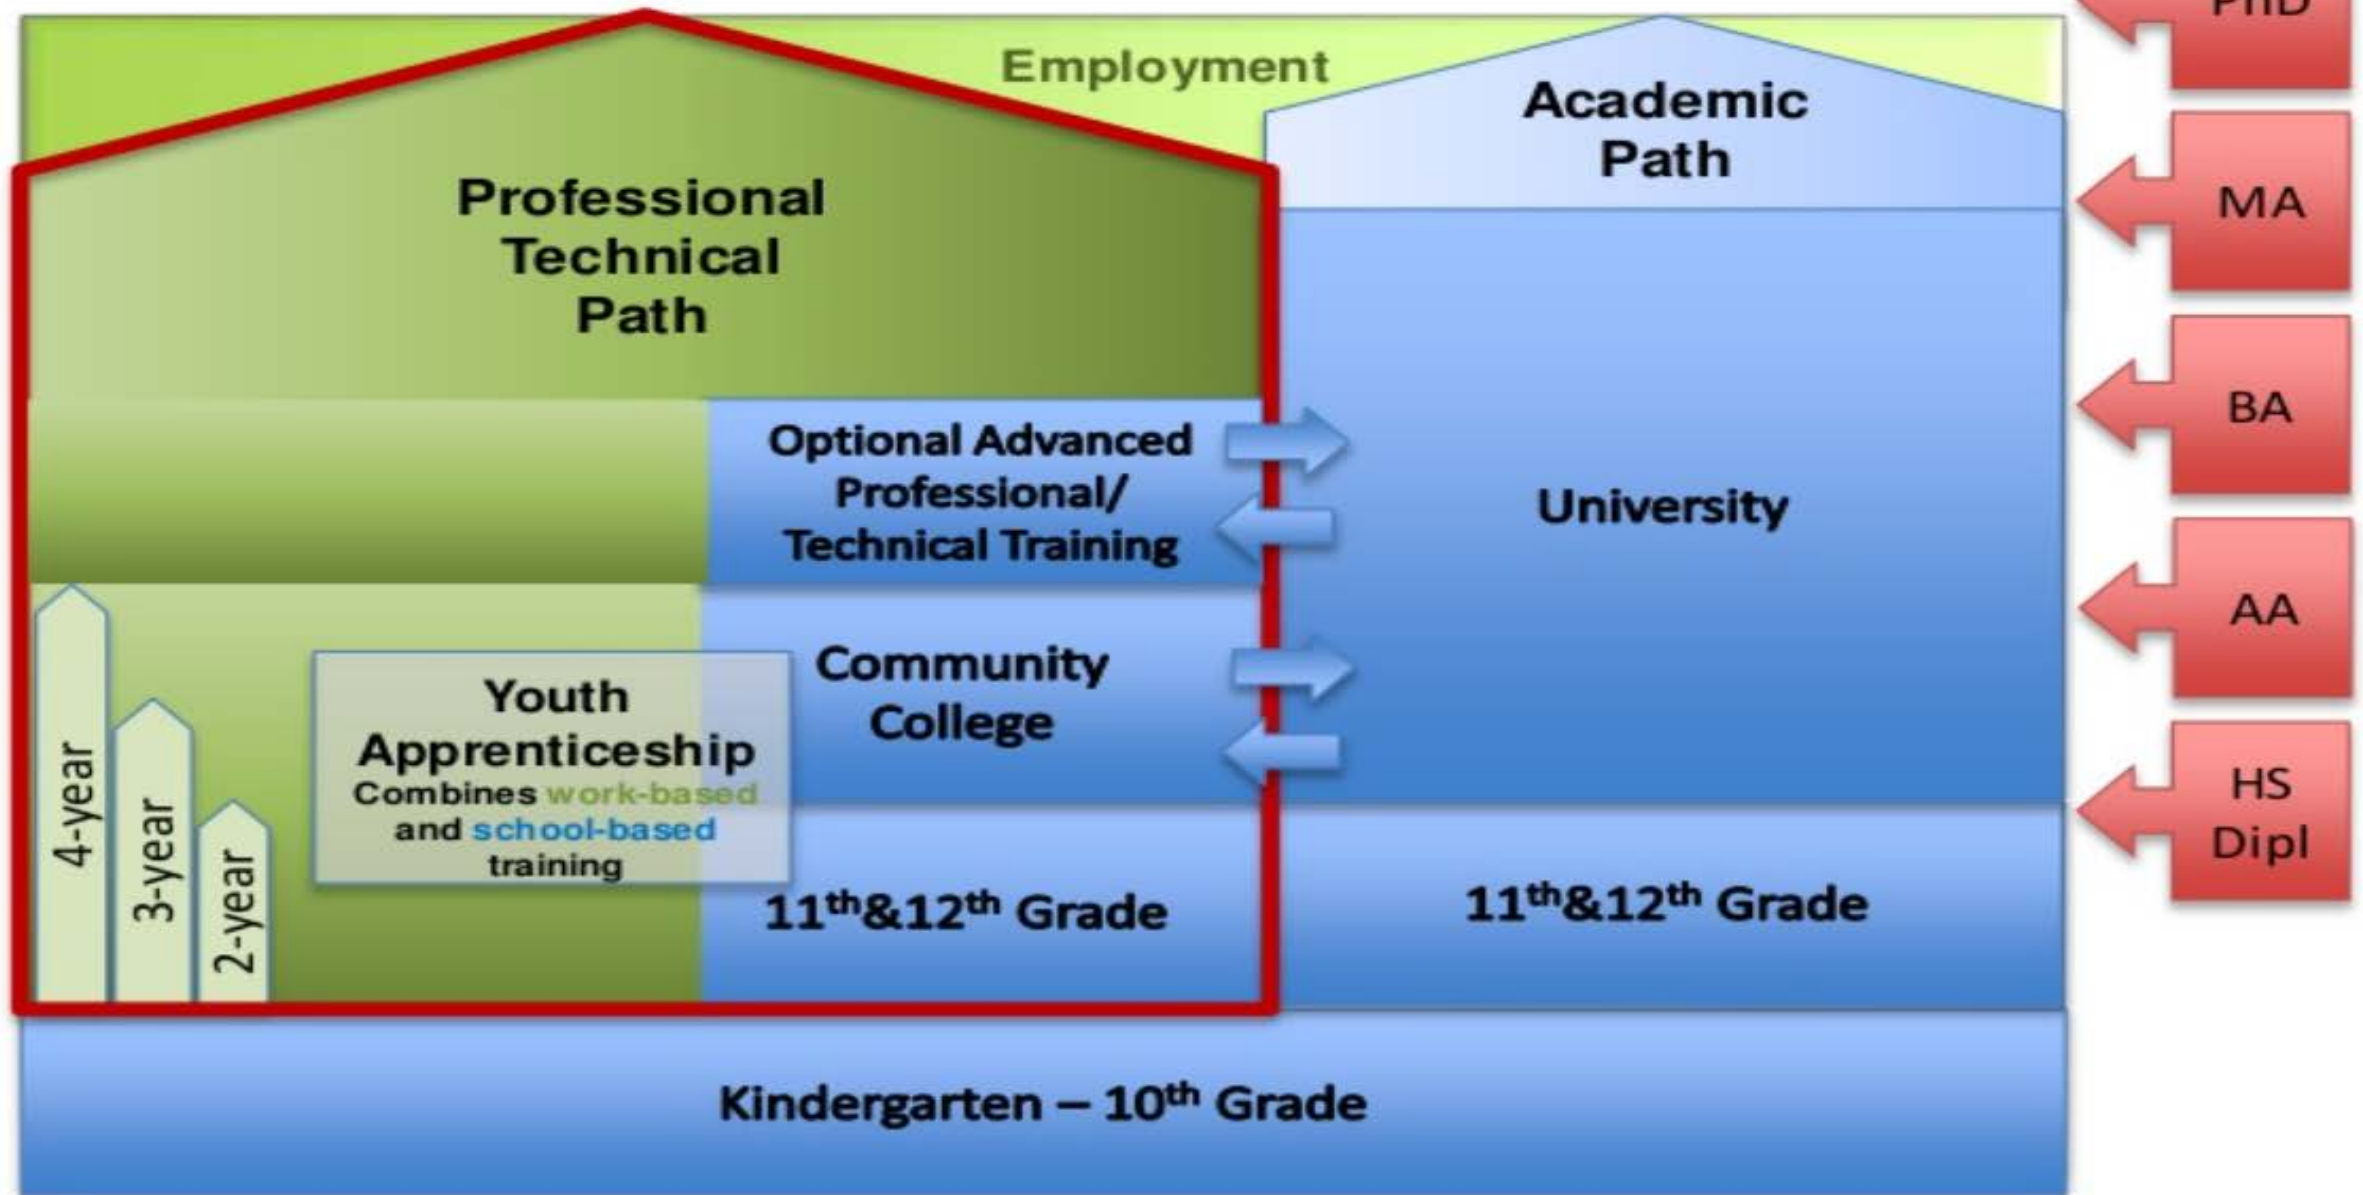 PhD
Employment
Academic
Path
MA
Professional
Technical
Path
BA
Optional Advanced
Professional/
Technical Training
University
AA
Community
College
Youth
Apprenticeship
Combines work-based
and school-based
training
4-year
3-year
2-year
HS
Dipl
11th&12th Grade
11th&12th Grade
Kindergarten – 10th Grade